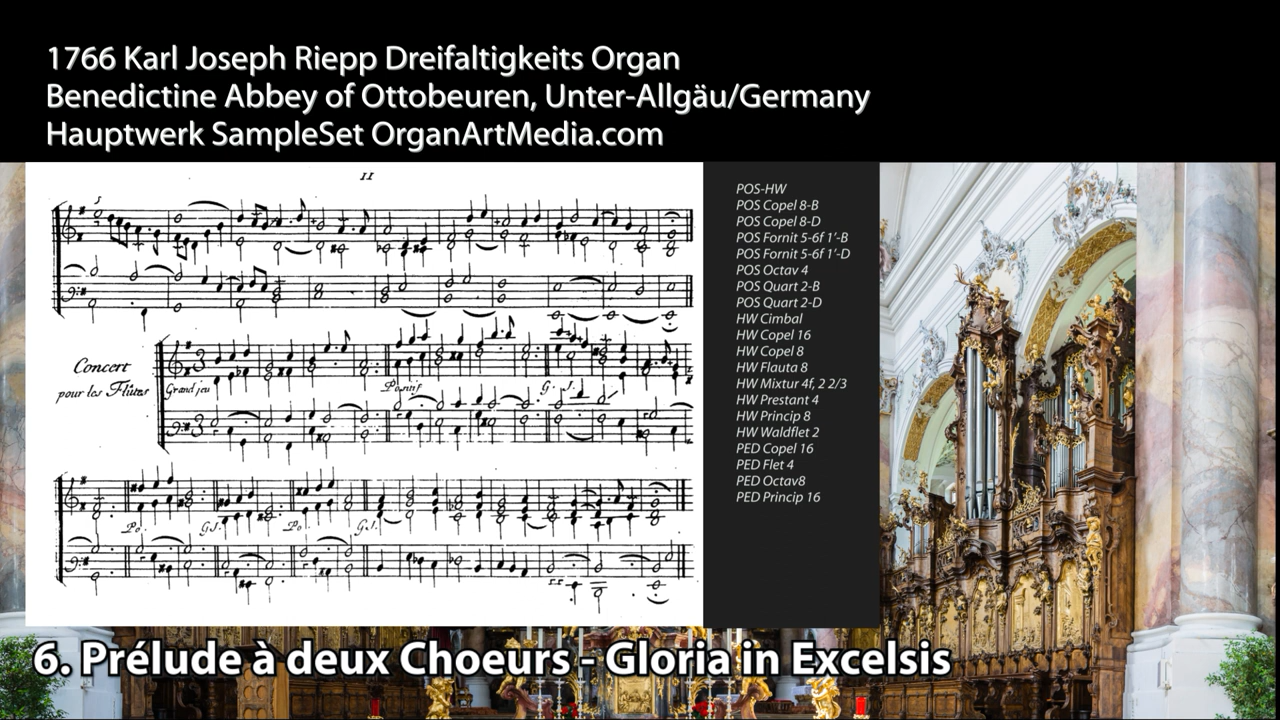 1766 Karl Joseph Riepp Dreifaltigkeits Organ
Benedictine Abbey of Ottobeuren, Unter-Allgäu/Germany
Hauptwerk SampleSet OrganArtMedia.com
11
Concert
pour les Flûtes
Grand jeu
Positif
G. J.
Po.
G.J.
Po.
G.J.
POS-HW
POS Copel 8-B
POS Copel 8-D
POS Fornit 5-6f 1'-B
POS Fornit 5-6f 1'-D
POS Octav 4
POS Quart 2-B
POS Quart 2-D
HW Cimbal
HW Copel 16
HW Copel 8
HW Flauta 8
HW Mixtur 4f, 2 2/3
HW Prestant 4
HW Princip 8
HW Waldflet 2
PED Copel 16
PED Flet 4
PED Octav8
PED Princip 16
6. Prélude à deux Choeurs - Gloria in Excelsis